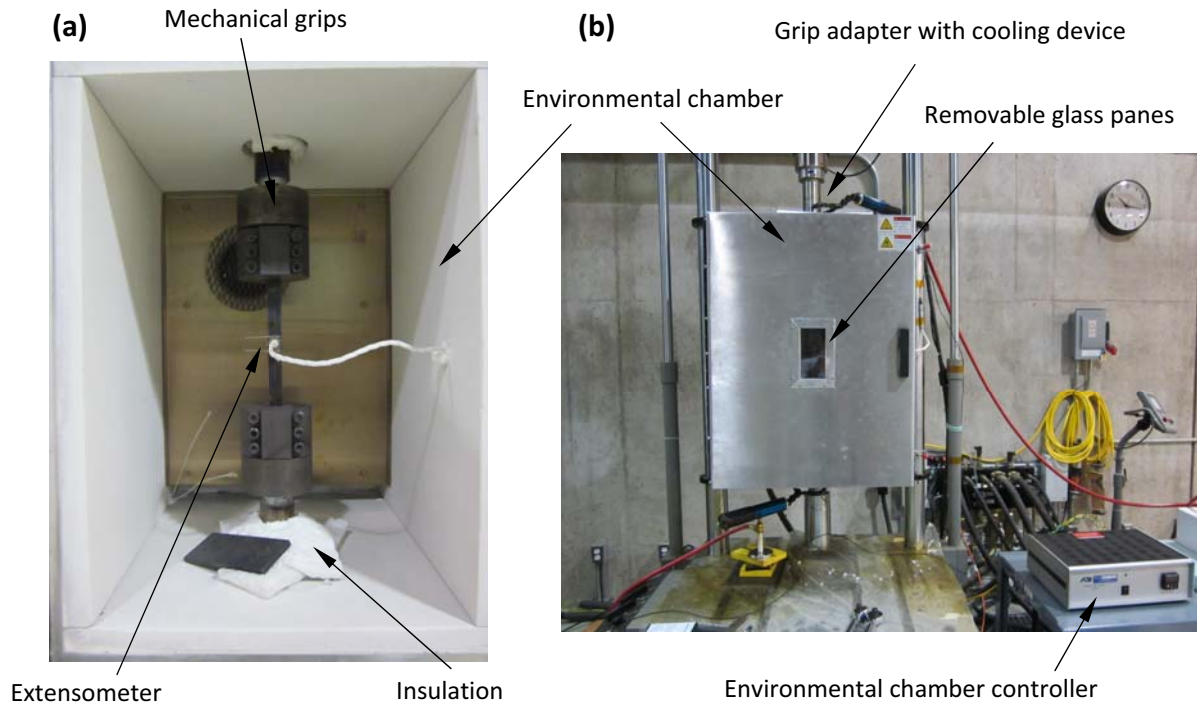 (a)
Mechanical grips
(b)
Grip adapter with cooling device
Environmental chamber
Removable glass panes
Extensometer
Insulation
Environmental chamber controller